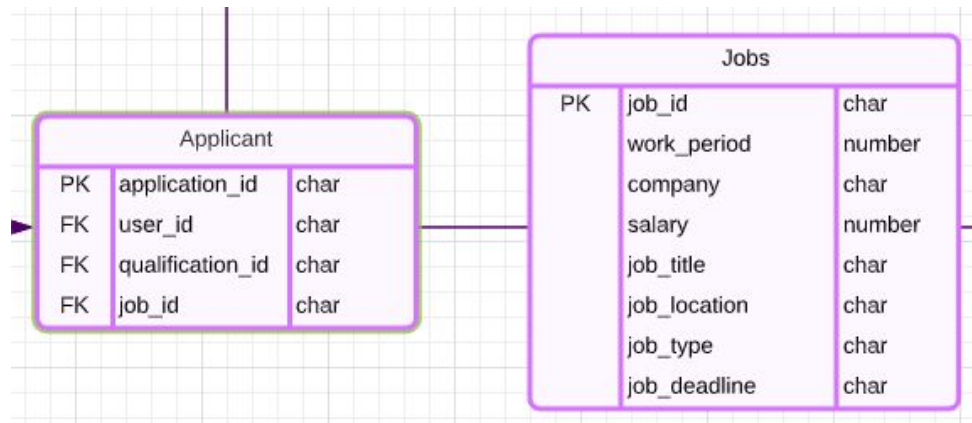 Applicant
PK application_id char
FK user_id char
FK qualification_id char
FK job_id char
Jobs
PK job_id char
work_period number
company char
salary number
job_title char
job_location char
job_type char
job_deadline char